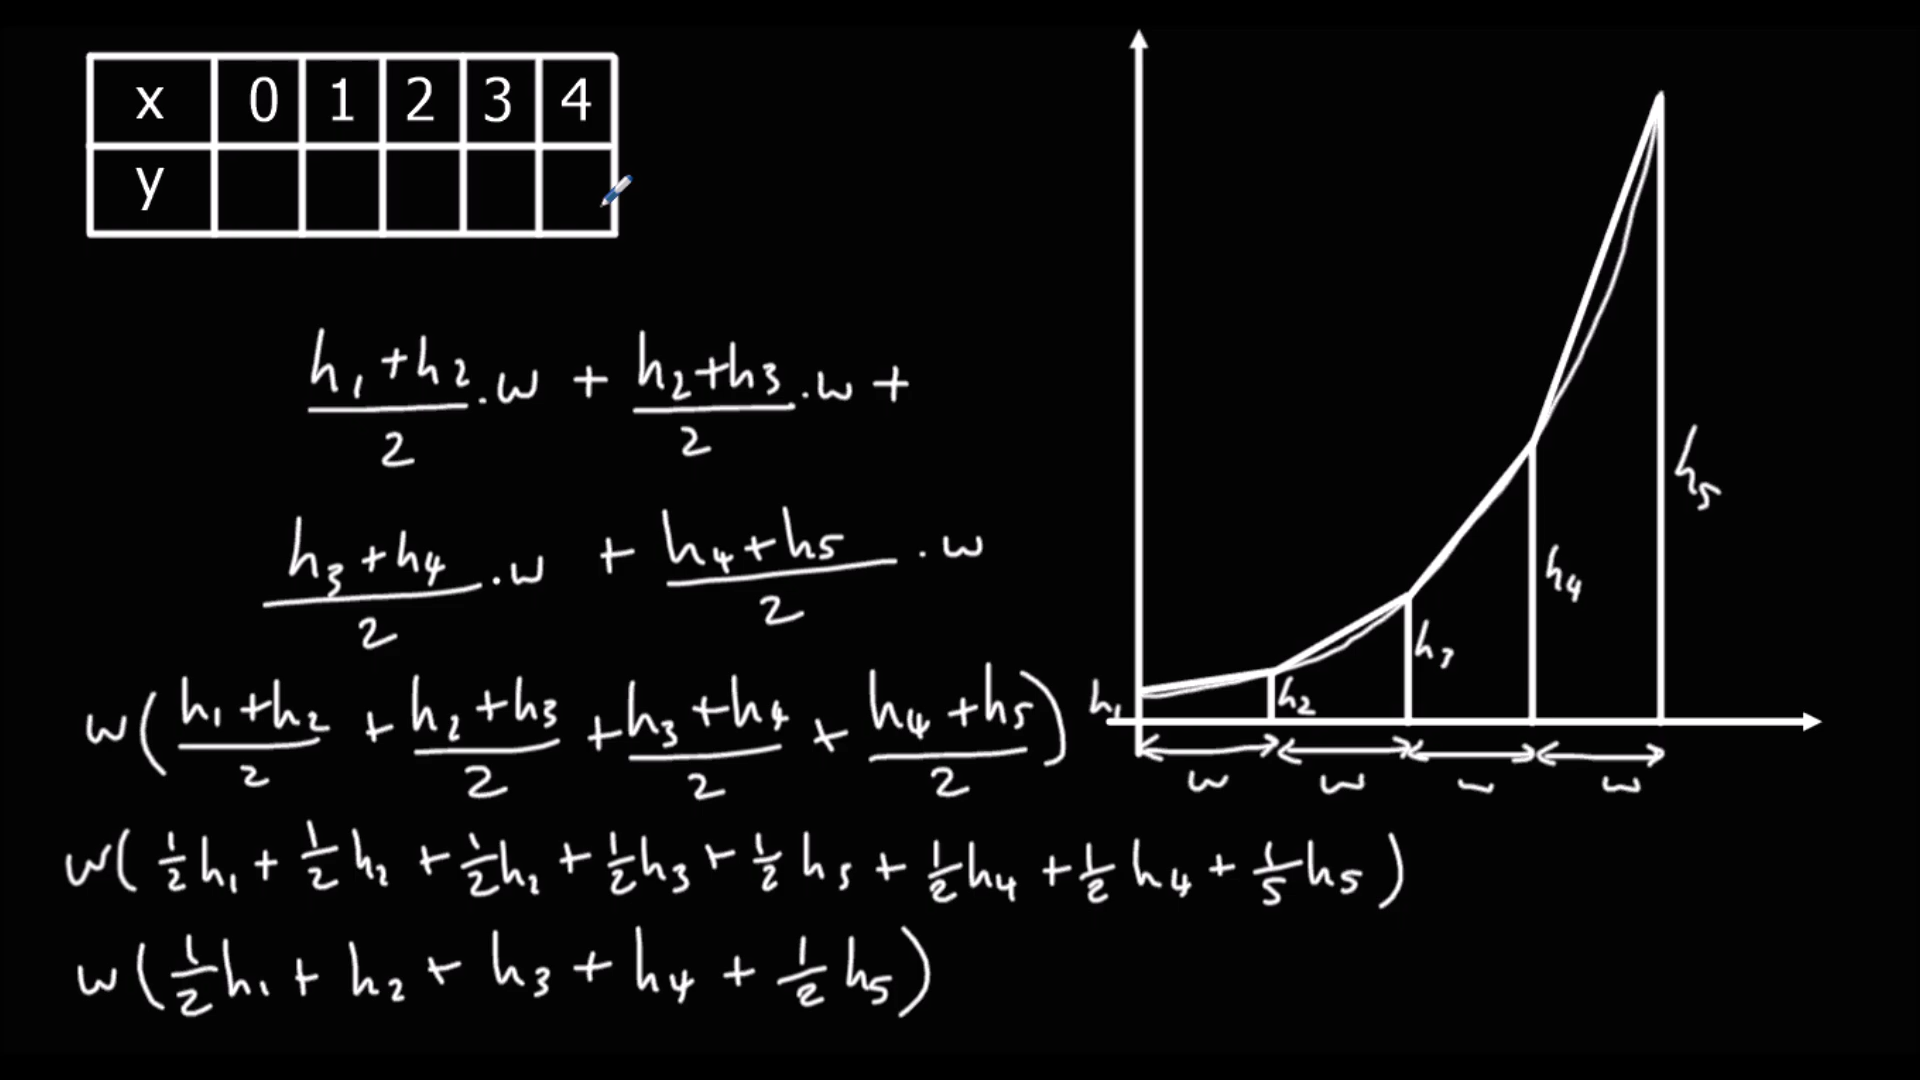 x 0 1 2 3 4
y
h₁+h₂/2 . w + h₂+h₃/2 . w +
h₃+h₄/2 . w + h₄+h₅/2 . w
w(h₁+h₂/2 + h₂+h₃/2 + h₃+h₄/2 + h₄+h₅/2)
w(1/2h₁ + 1/2h₂ + 1/2h₂ + 1/2h₃ + 1/2h₅ + 1/2h₄ + 1/2h₄ + 1/5h₅)
w(1/2h₁ + h₂ + h₃ + h₄ + 1/2h₅)
h₁ h₂ h₃ h₄ h₅
w w w w